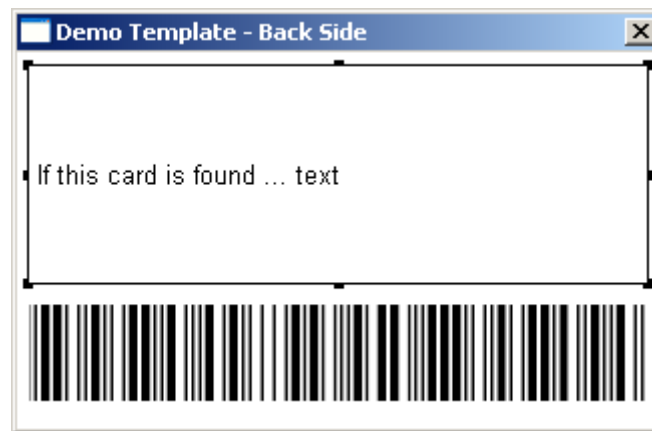 Demo Template - Back Side
If this card is found ... text